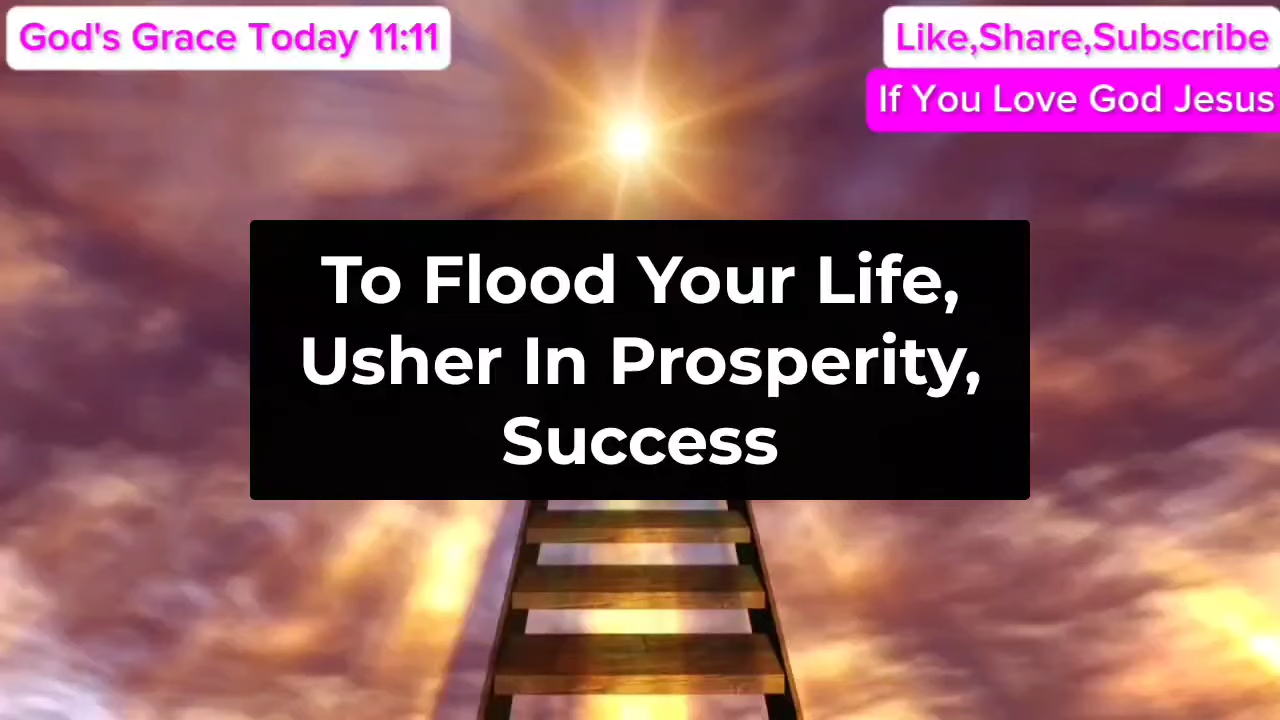 God's Grace Today 11:11
Like,Share,Subscribe
If You Love God Jesus
To Flood Your Life,
Usher In Prosperity,
Success